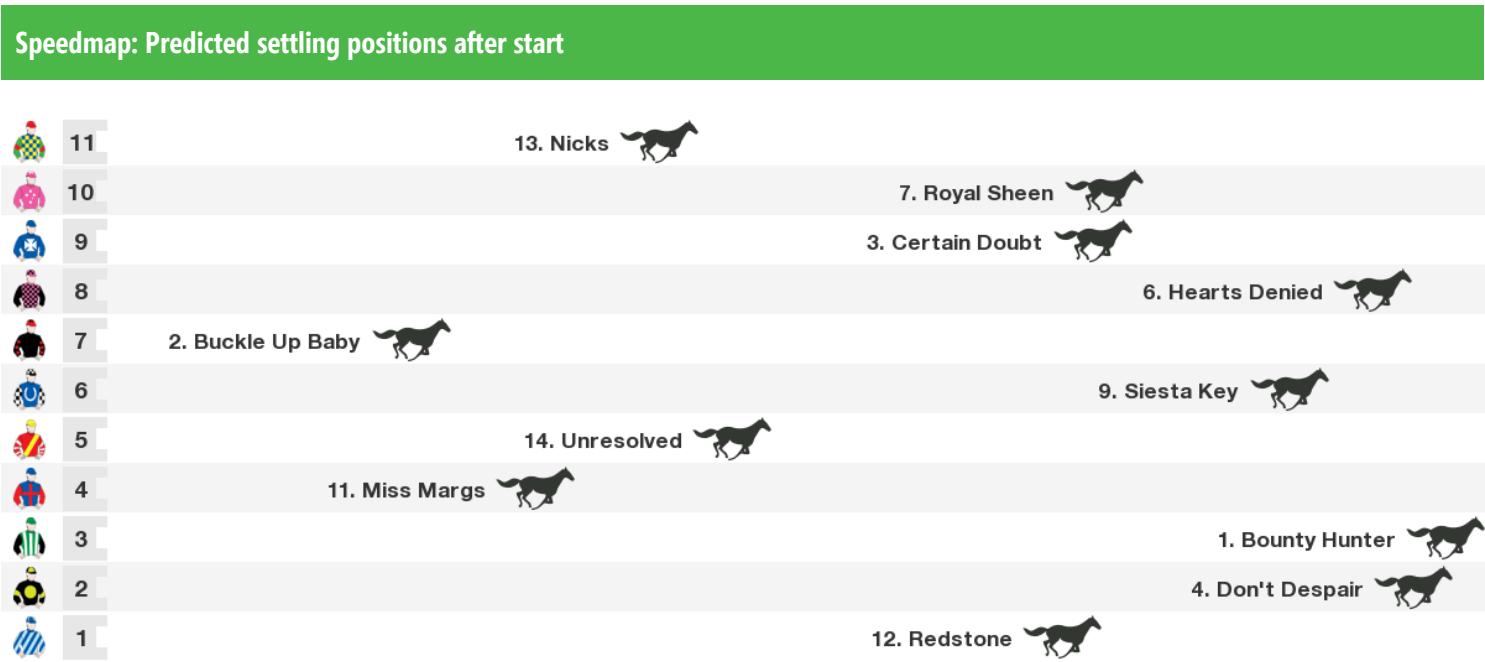 Speedmap: Predicted settling positions after start
11 13. Nicks
10 7. Royal Sheen
9 3. Certain Doubt
8 6. Hearts Denied
7 2. Buckle Up Baby
6 9. Siesta Key
5 14. Unresolved
4 11. Miss Margs
3 1. Bounty Hunter
2 4. Don't Despair
1 12. Redstone